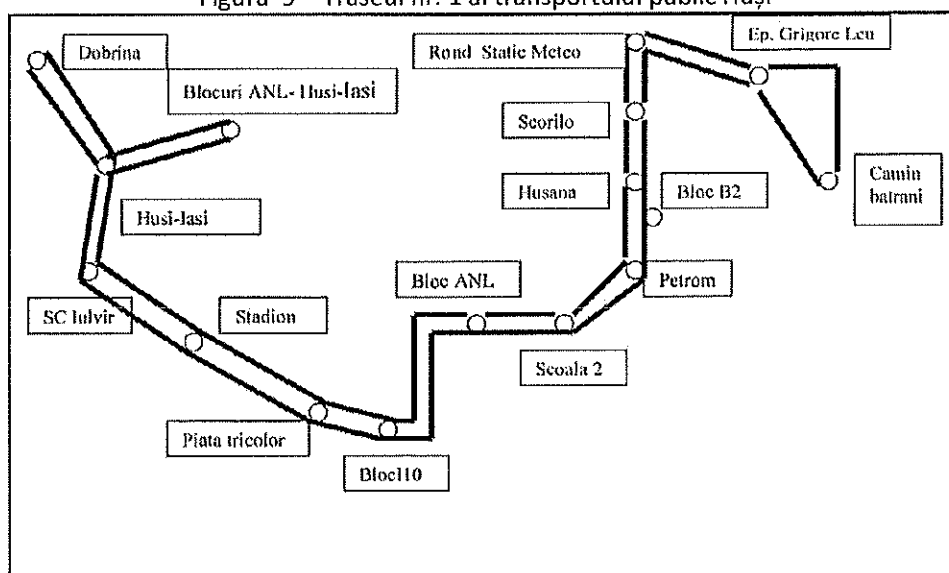 Figura 9 – Traseul nr. 1 al transportului public Huși
Dobrina
Blocuri ANL- Husi-Iasi
Rond Static Meteo
Ep. Grigore Leu
Scorilo
Husana
Bloc B2
Camin
batrani
Husi-Iasi
Bloc ANL
Petrom
SC Iulvir
Stadion
Scoala 2
Piata tricolor
Bloc110